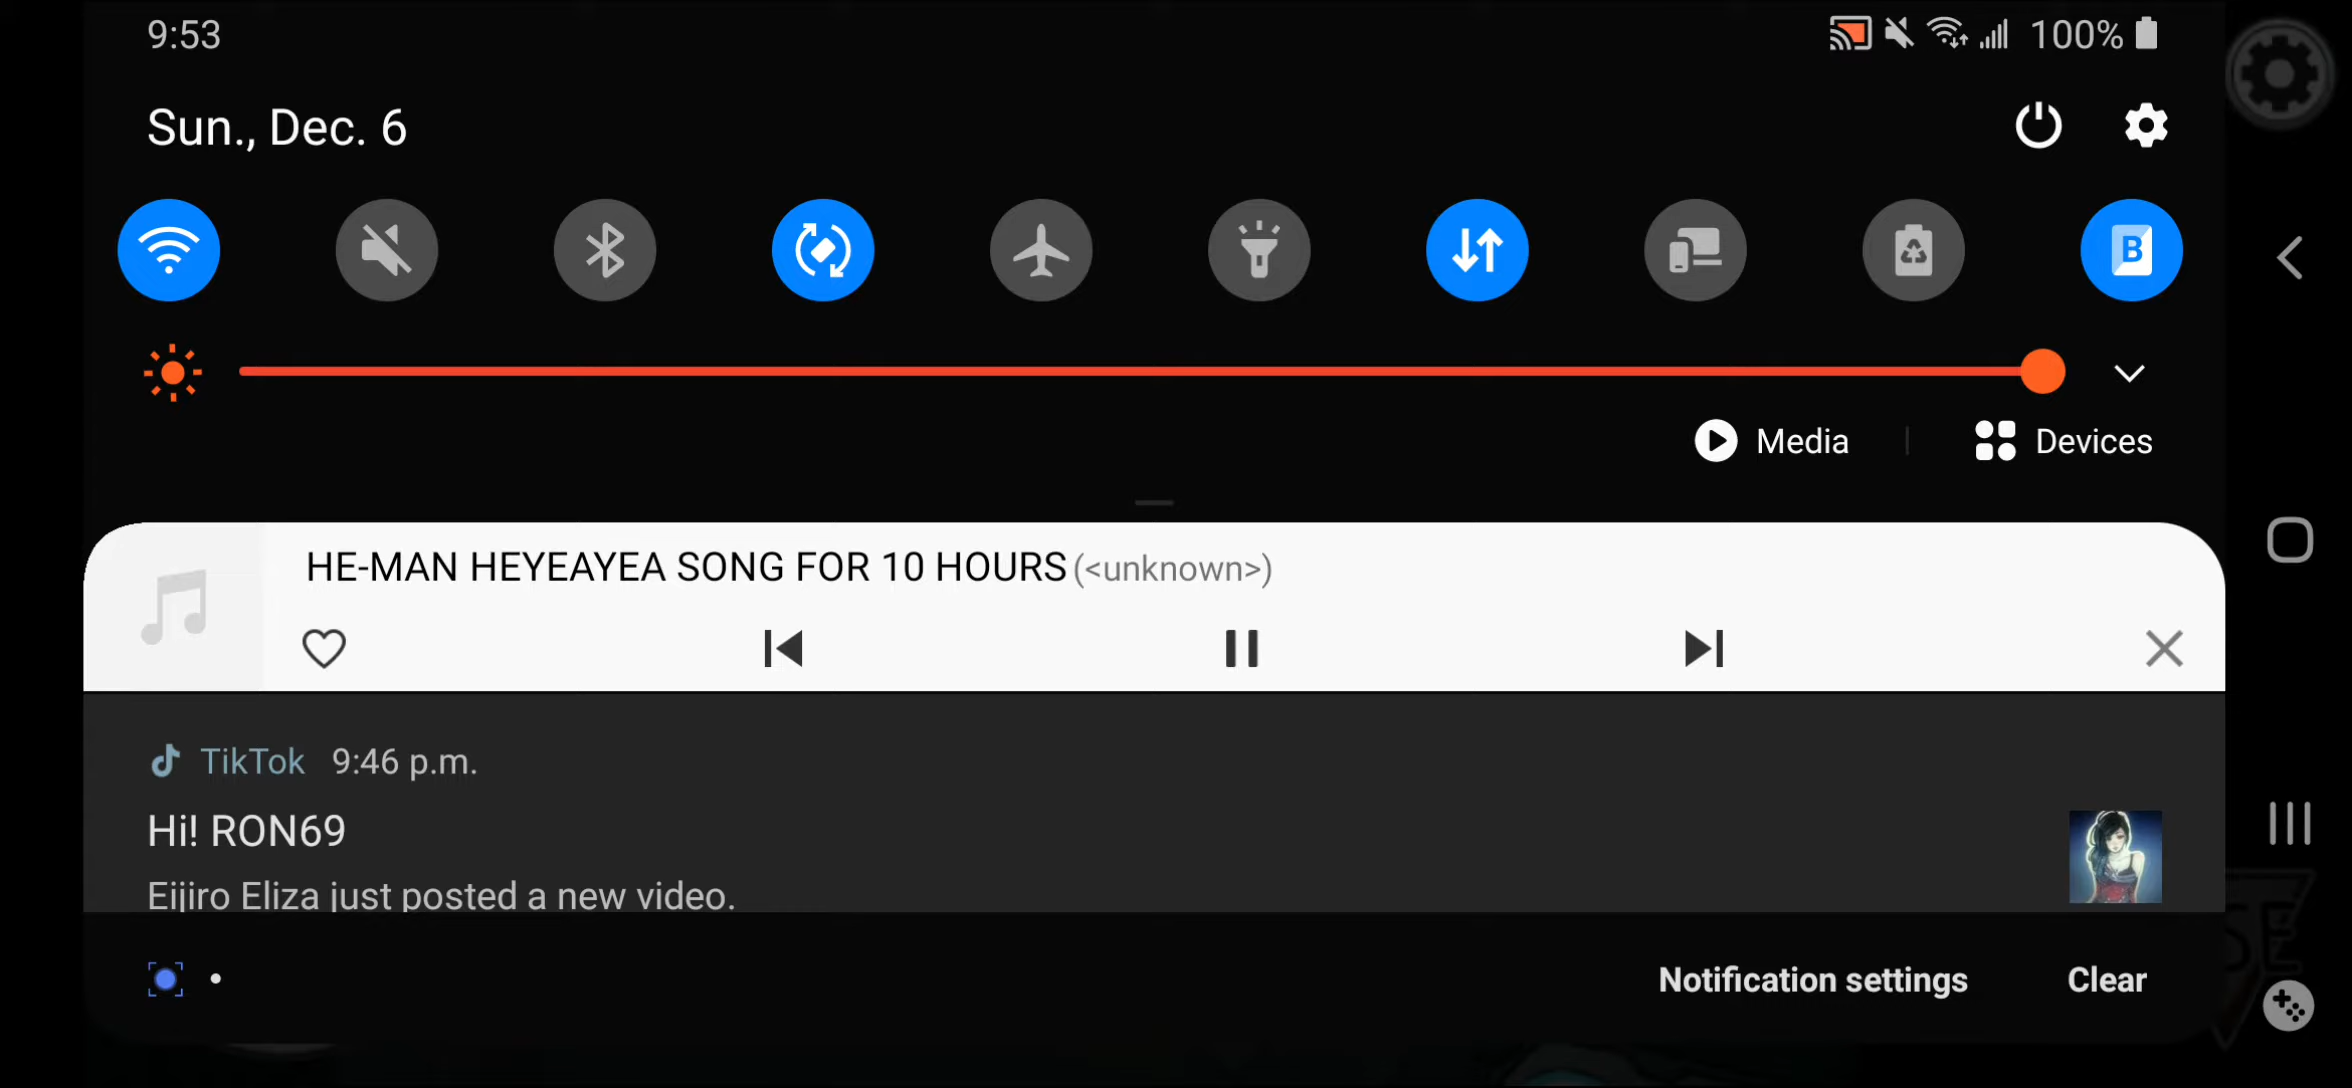 9:53
100%
Sun., Dec. 6
B
Media
Devices
HE-MAN HEYEAYEA SONG FOR 10 HOURS (<unknown>)
TikTok 9:46 p.m.
Hi! RON69
Eijiro Eliza just posted a new video.
Notification settings
Clear